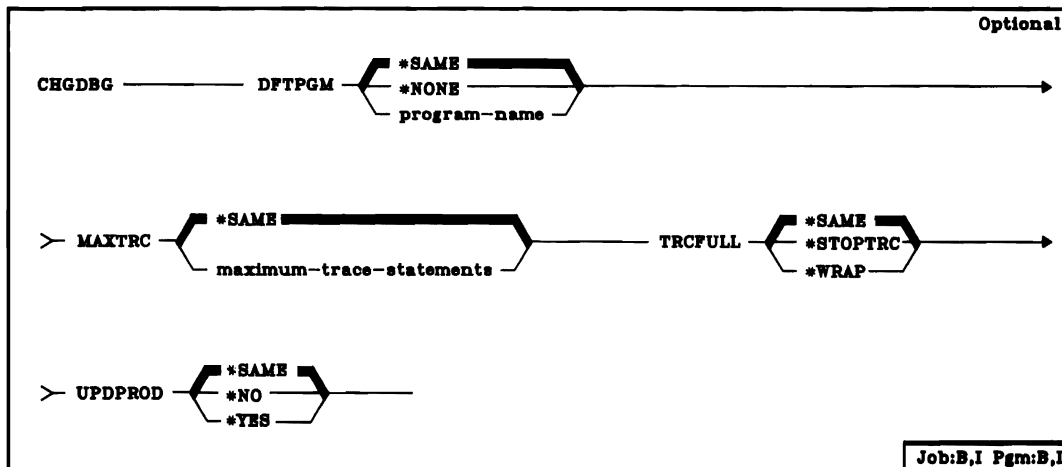 Optional
*SAME
CHGDBG DFTPGM *NONE
program-name
*SAME
MAXTRC
maximum-trace-statements
*SAME
TRCFULL *STOPTRC
*WRAP
*SAME
UPDPROD *NO
*YES
Job:B,I Pgm:B,I